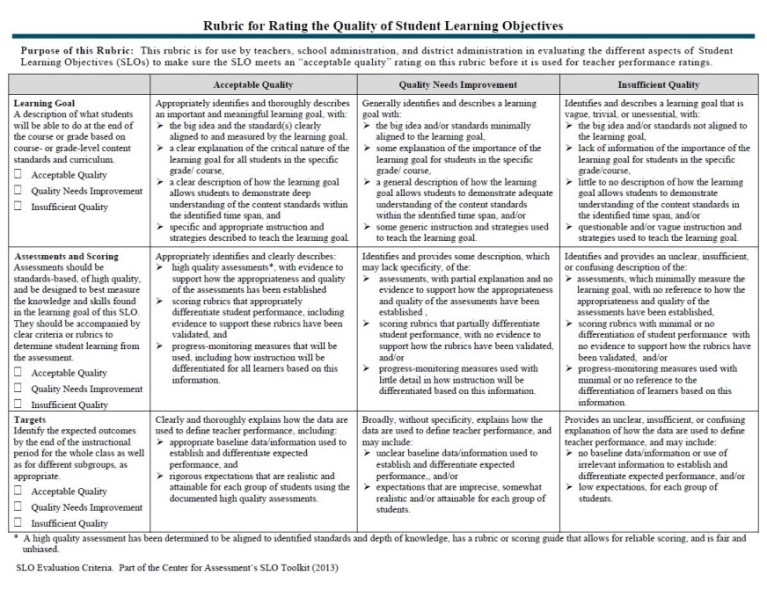 Rubric for Rating the Quality of Student Learning Objectives
Purpose of this Rubric: This rubric is for use by teachers, school administration, and district administration in evaluating the different aspects of Student
Learning Objectives (SLOs) to make sure the SLO meets an “acceptable quality” rating on this rubric before it is used for teacher performance ratings.
Acceptable Quality
Quality Needs Improvement
Insufficient Quality
Learning Goal
A description of what students
will be able to do at the end of
the course or grade based on
course- or grade-level content
standards and curriculum.
☐ Acceptable Quality
☐ Quality Needs Improvement
☐ Insufficient Quality
Appropriately identifies and thoroughly describes
an important and meaningful learning goal, with:
➢ the big idea and the standard(s) clearly
aligned to and measured by the learning goal,
➢ a clear explanation of the critical nature of the
learning goal for all students in the specific
grade/ course,
➢ a clear description of how the learning goal
allows students to demonstrate deep
understanding of the content standards within
the identified time span, and
➢ specific and appropriate instruction and
strategies described to teach the learning goal.
Generally identifies and describes a learning
goal with:
➢ the big idea and/or standards minimally
aligned to the learning goal,
➢ some explanation of the importance of the
learning goal for students in the specific
grade/ course,
➢ a general description of how the learning
goal allows students to demonstrate adequate
understanding of the content standards
within the identified time span, and/or
➢ some generic instruction and strategies used
to teach the learning goal.
Identifies and describes a learning goal that is
vague, trivial, or unessential, with:
➢ the big idea and/or standards not aligned to
the learning goal,
➢ lack of information of the importance of the
learning goal for students in the specific
grade/course,
➢ little to no description of how the learning
goal allows students to demonstrate
understanding of the content standards in
the identified time span, and/or
➢ questionable and/or vague instruction and
strategies used to teach the learning goal.
Assessments and Scoring
Assessments should be
standards-based, of high quality,
and be designed to best measure
the knowledge and skills found
in the learning goal of this SLO.
They should be accompanied by
clear criteria or rubrics to
determine student learning from
the assessment.
☐ Acceptable Quality
☐ Quality Needs Improvement
☐ Insufficient Quality
Appropriately identifies and clearly describes:
➢ high quality assessments*, with evidence to
support how the appropriateness and quality
of the assessments has been established
➢ scoring rubrics that appropriately
differentiate student performance, including
evidence to support these rubrics have been
validated, and
➢ progress-monitoring measures that will be
used, including how instruction will be
differentiated for all learners based on this
information.
Identifies and provides some description, which
may lack specificity, of the:
➢ assessments, with partial explanation and no
evidence to support how the appropriateness
and quality of the assessments have been
established ,
➢ scoring rubrics that partially differentiate
student performance, with no evidence to
support how the rubrics have been validated,
and/or
➢ progress-monitoring measures used with
little detail in how instruction will be
differentiated based on this information.
Identifies and provides an unclear, insufficient,
or confusing description of the:
➢ assessments, which minimally measure the
learning goal, with no reference to how the
appropriateness and quality of the
assessments have been established,
➢ scoring rubrics with minimal or no
differentiation of student performance with
no evidence to support how the rubrics have
been validated, and/or
➢ progress-monitoring measures used with
minimal or no reference to the
differentiation of learners based on this
information.
Targets
Identify the expected outcomes
by the end of the instructional
period for the whole class as well
as for different subgroups, as
appropriate.
☐ Acceptable Quality
☐ Quality Needs Improvement
☐ Insufficient Quality
Clearly and thoroughly explains how the data are
used to define teacher performance, including:
➢ appropriate baseline data/information used to
establish and differentiate expected
performance, and
➢ rigorous expectations that are realistic and
attainable for each group of students using the
documented high quality assessments.
Broadly, without specificity, explains how the
data are used to define teacher performance, and
may include:
➢ unclear baseline data/information used to
establish and differentiate expected
performance,, and/or
➢ expectations that are imprecise, somewhat
realistic and/or attainable for each group of
students.
Provides an unclear, insufficient, or confusing
explanation of how the data are used to define
teacher performance, and may include:
➢ no baseline data/information or use of
irrelevant information to establish and
differentiate expected performance, and/or
➢ low expectations, for each group of
students.
* A high quality assessment has been determined to be aligned to identified standards and depth of knowledge, has a rubric or scoring guide that allows for reliable scoring, and is fair and
unbiased.
SLO Evaluation Criteria. Part of the Center for Assessment’s SLO Toolkit (2013)